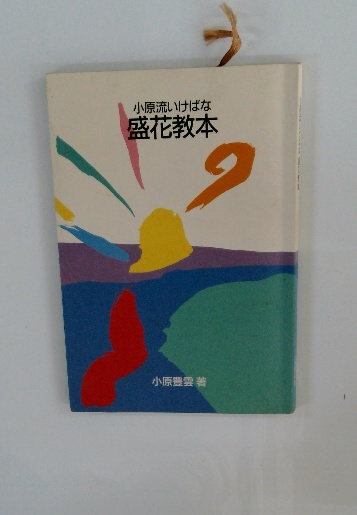 小原流いけばな
盛花教本
小原豊雲 著